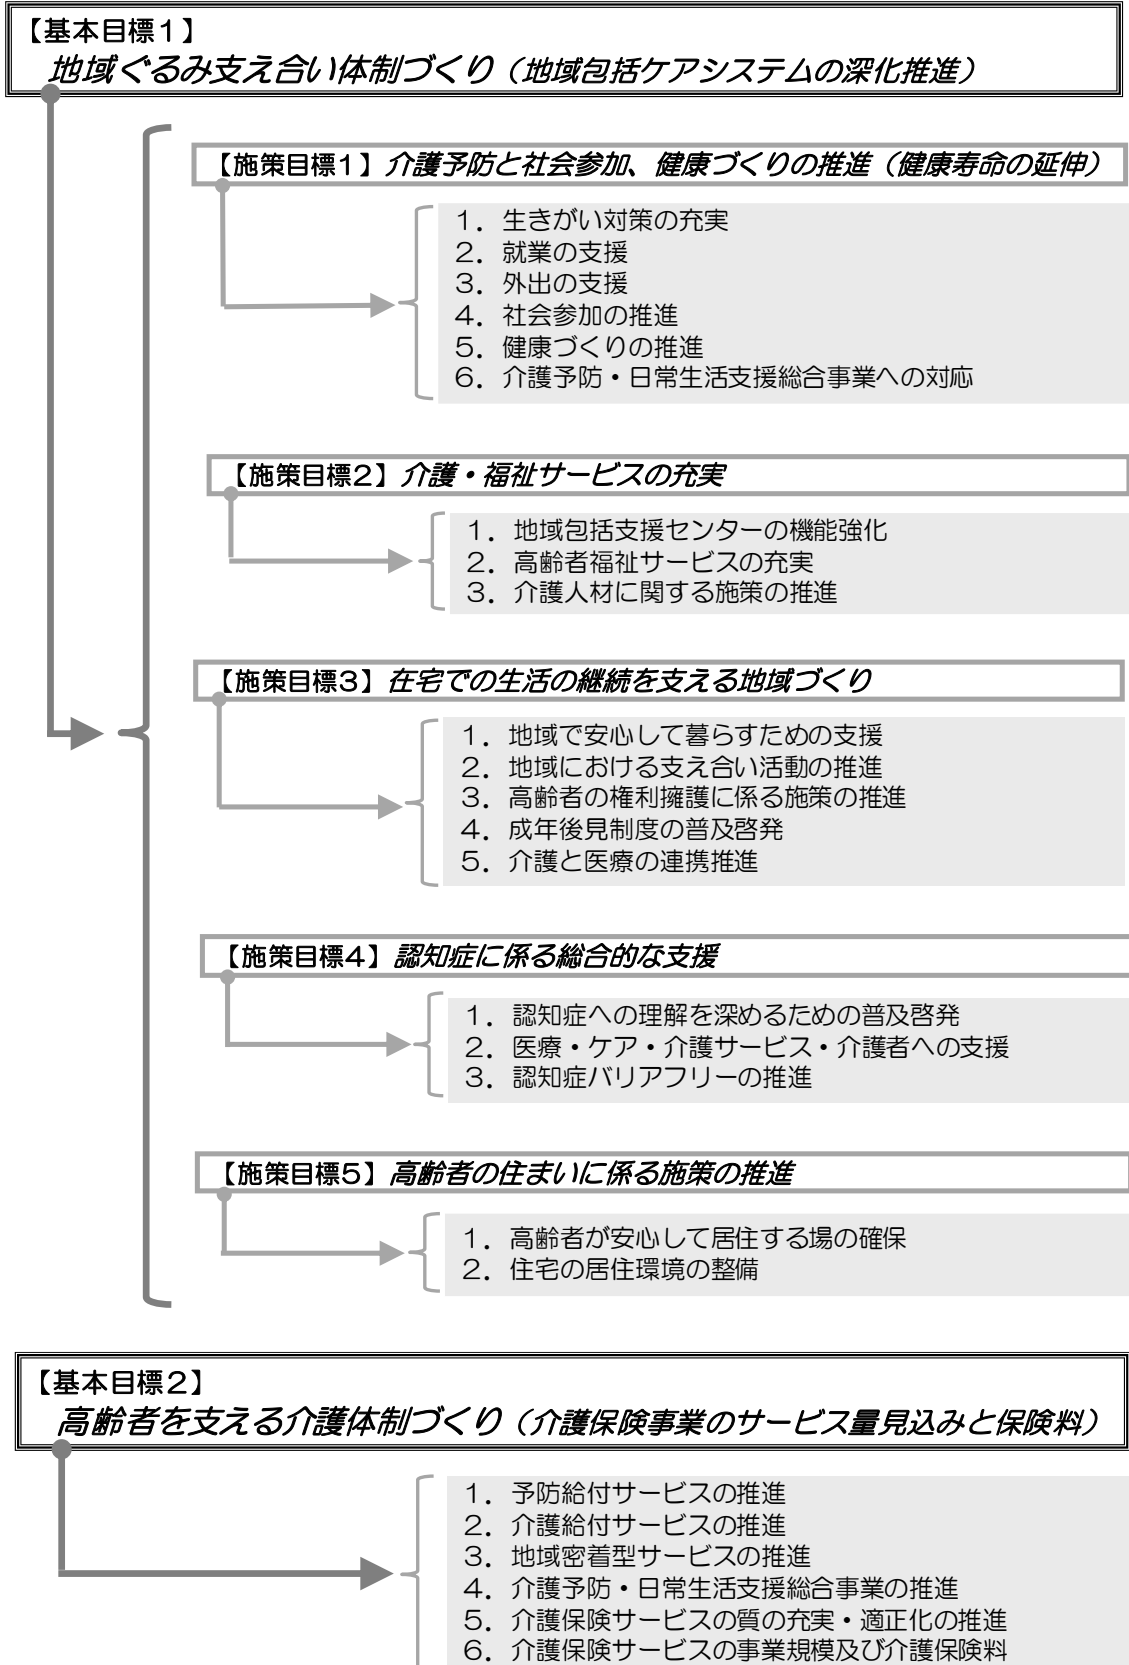 【基本目標１】
地域ぐるみ支え合い体制づくり（地域包括ケアシステムの深化推進）
【施策目標１】介護予防と社会参加、健康づくりの推進（健康寿命の延伸）
１．生きがい対策の充実
２．就業の支援
３．外出の支援
４．社会参加の推進
５．健康づくりの推進
６．介護予防・日常生活支援総合事業への対応
【施策目標２】介護・福祉サービスの充実
１．地域包括支援センターの機能強化
２．高齢者福祉サービスの充実
３．介護人材に関する施策の推進
【施策目標３】在宅での生活の継続を支える地域づくり
１．地域で安心して暮らすための支援
２．地域における支え合い活動の推進
３．高齢者の権利擁護に係る施策の推進
４．成年後見制度の普及啓発
５．介護と医療の連携推進
【施策目標４】認知症に係る総合的な支援
１．認知症への理解を深めるための普及啓発
２．医療・ケア・介護サービス・介護者への支援
３．認知症バリアフリーの推進
【施策目標５】高齢者の住まいに係る施策の推進
１．高齢者が安心して居住する場の確保
２．住宅の居住環境の整備
【基本目標２】
高齢者を支える介護体制づくり（介護保険事業のサービス量見込みと保険料）
１．予防給付サービスの推進
２．介護給付サービスの推進
３．地域密着型サービスの推進
４．介護予防・日常生活支援総合事業の推進
５．介護保険サービスの質の充実・適正化の推進
６．介護保険サービスの事業規模及び介護保険料